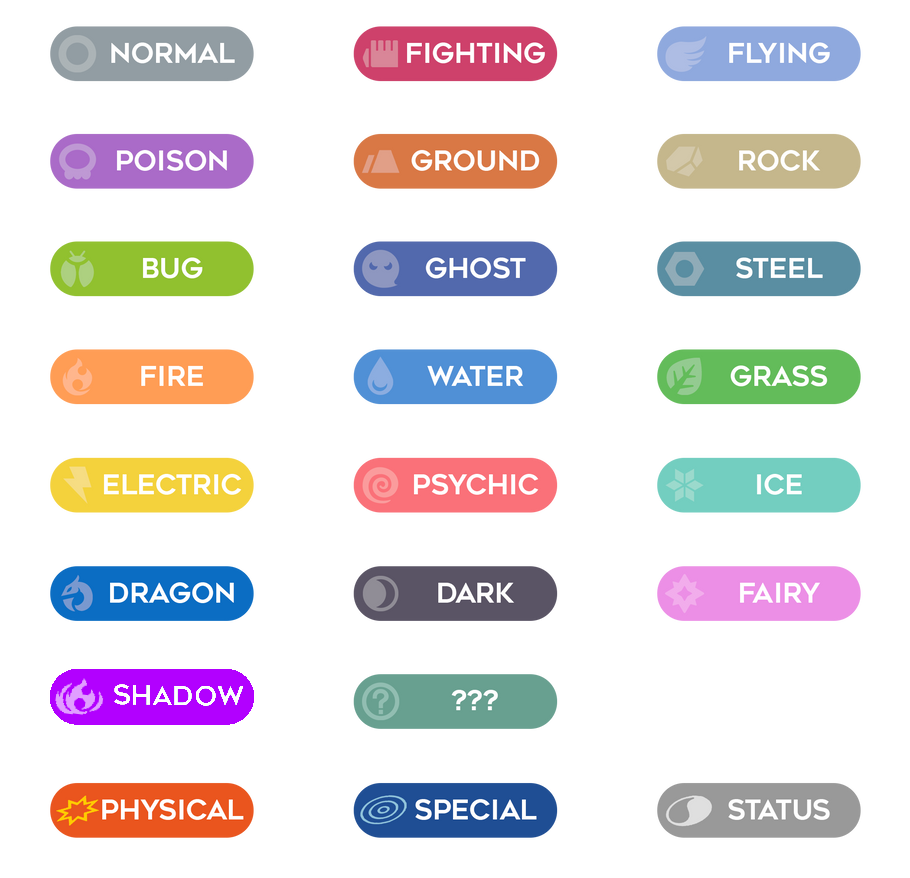 NORMAL
FIGHTING
FLYING
POISON
GROUND
ROCK
BUG
GHOST
STEEL
FIRE
WATER
GRASS
ELECTRIC
PSYCHIC
ICE
DRAGON
DARK
FAIRY
SHADOW
?
???
PHYSICAL
SPECIAL
STATUS